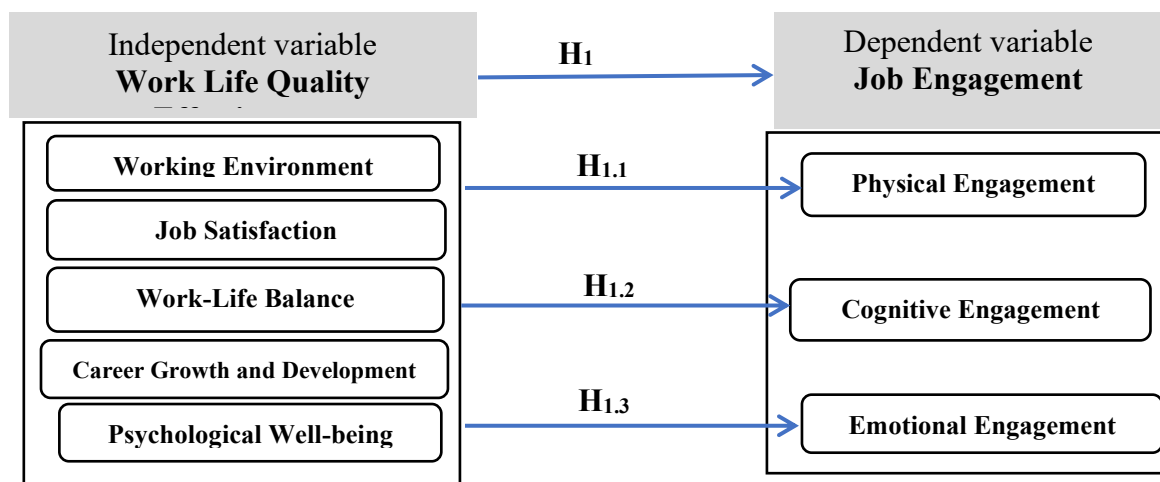 Independent variable
Work Life Quality
H1
Dependent variable
Job Engagement
Working Environment
Job Satisfaction
Work-Life Balance
Career Growth and Development
Psychological Well-being
H1.1
H1.2
H1.3
Physical Engagement
Cognitive Engagement
Emotional Engagement